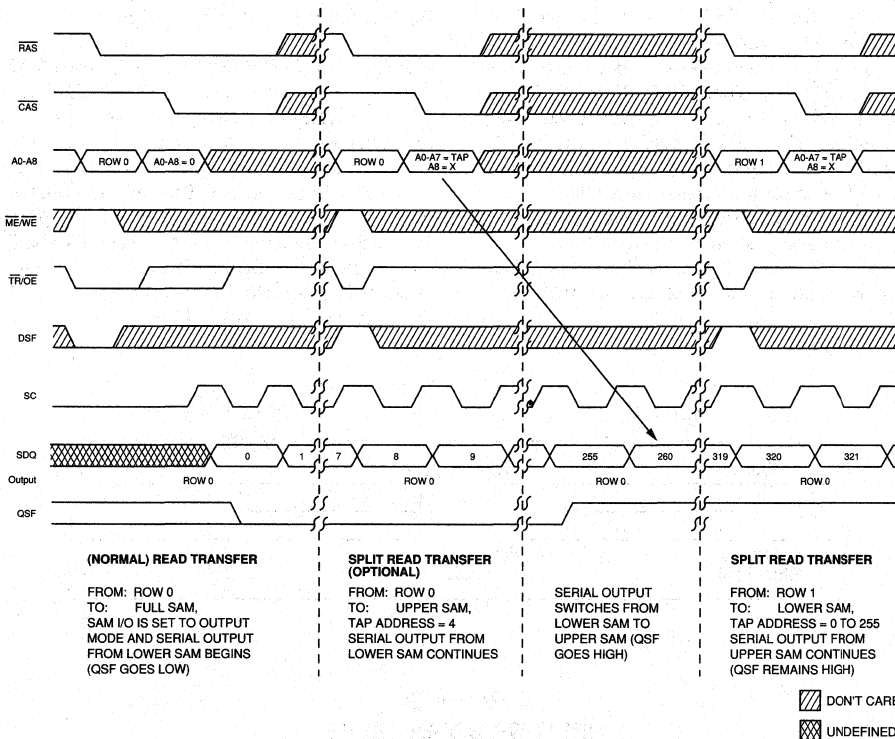 RAS
CAS
A0-A8 ROW 0 A0-A8 = 0 ROW 0 A0-A7 = TAP A8 = X ROW 1 A0-A7 = TAP A8 = X
ME/WE
TR/OE
DSF
SC
SDQ 0 1 7 8 9 255 260 319 320 321
Output ROW 0 ROW 0 ROW 0 ROW 0
QSF
(NORMAL) READ TRANSFER
FROM: ROW 0
TO: FULL SAM,
SAM I/O IS SET TO OUTPUT
MODE AND SERIAL OUTPUT
FROM LOWER SAM BEGINS
(QSF GOES LOW)
SPLIT READ TRANSFER
(OPTIONAL)
FROM: ROW 0
TO: UPPER SAM,
TAP ADDRESS = 4
SERIAL OUTPUT FROM
LOWER SAM CONTINUES
SERIAL OUTPUT
SWITCHES FROM
LOWER SAM TO
UPPER SAM (QSF
GOES HIGH)
SPLIT READ TRANSFER
FROM: ROW 1
TO: LOWER SAM,
TAP ADDRESS = 0 TO 255
SERIAL OUTPUT FROM
UPPER SAM CONTINUES
(QSF REMAINS HIGH)
DON'T CARE
UNDEFINED